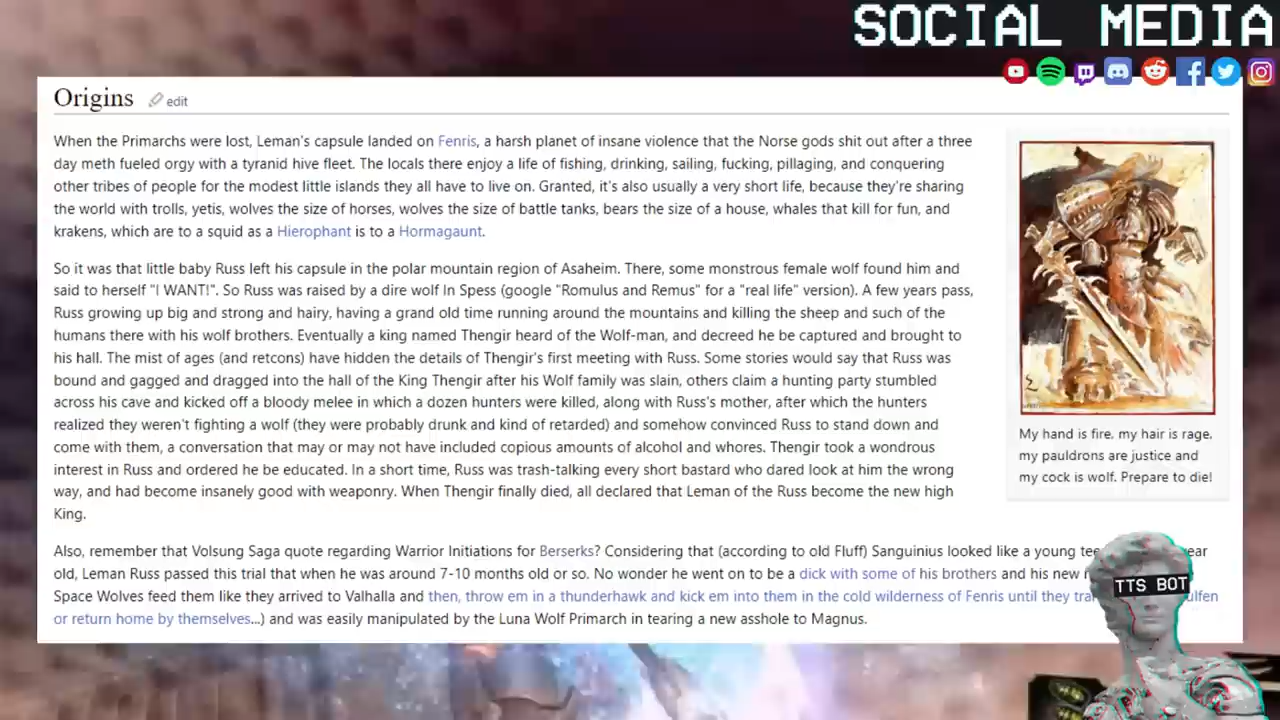 SOCIAL MEDIA
Origins edit
When the Primarchs were lost, Leman's capsule landed on Fenris, a harsh planet of insane violence that the Norse gods shit out after a three
day meth fueled orgy with a tyranid hive fleet. The locals there enjoy a life of fishing, drinking, sailing, fucking, pillaging, and conquering
other tribes of people for the modest little islands they all have to live on. Granted, it's also usually a very short life, because they're sharing
the world with trolls, yetis, wolves the size of horses, wolves the size of battle tanks, bears the size of a house, whales that kill for fun, and
krakens, which are to a squid as a Hierophant is to a Hormagaunt.
So it was that little baby Russ left his capsule in the polar mountain region of Asaheim. There, some monstrous female wolf found him and
said to herself "I WANT!". So Russ was raised by a dire wolf In Spess (google "Romulus and Remus" for a "real life" version). A few years pass,
Russ growing up big and strong and hairy, having a grand old time running around the mountains and killing the sheep and such of the
humans there with his wolf brothers. Eventually a king named Thengir heard of the Wolf-man, and decreed he be captured and brought to
his hall. The mist of ages (and retcons) have hidden the details of Thengir's first meeting with Russ. Some stories would say that Russ was
bound and gagged and dragged into the hall of the King Thengir after his Wolf family was slain, others claim a hunting party stumbled
across his cave and kicked off a bloody melee in which a dozen hunters were killed, along with Russ's mother, after which the hunters
realized they weren't fighting a wolf (they were probably drunk and kind of retarded) and somehow convinced Russ to stand down and
come with them, a conversation that may or may not have included copious amounts of alcohol and whores. Thengir took a wondrous
interest in Russ and ordered he be educated. In a short time, Russ was trash-talking every short bastard who dared look at him the wrong
way, and had become insanely good with weaponry. When Thengir finally died, all declared that Leman of the Russ become the new high
King.
My hand is fire, my hair is rage,
my pauldrons are justice and
my cock is wolf. Prepare to die!
Also, remember that Volsung Saga quote regarding Warrior Initiations for Berserks? Considering that (according to old Fluff) Sanguinius looked like a young year
old, Leman Russ passed this trial that when he was around 7-10 months old or so. No wonder he went on to be a dick with some of his brothers and his new
Space Wolves feed them like they arrived to Valhalla and then, throw em in a thunderhawk and kick em into them in the cold wilderness of Fenris until they
or return home by themselves...) and was easily manipulated by the Luna Wolf Primarch in tearing a new asshole to Magnus.
TTS BOT